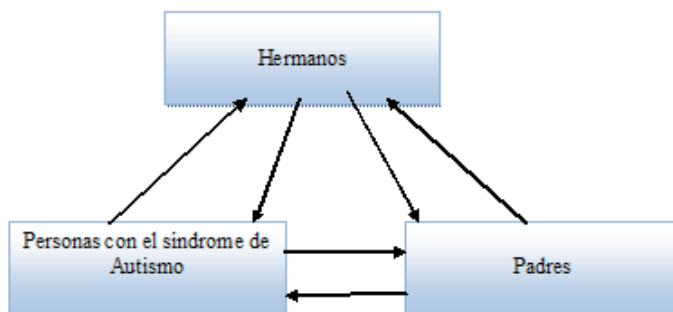 Hermanos
Personas con el síndrome de
Autismo
Padres